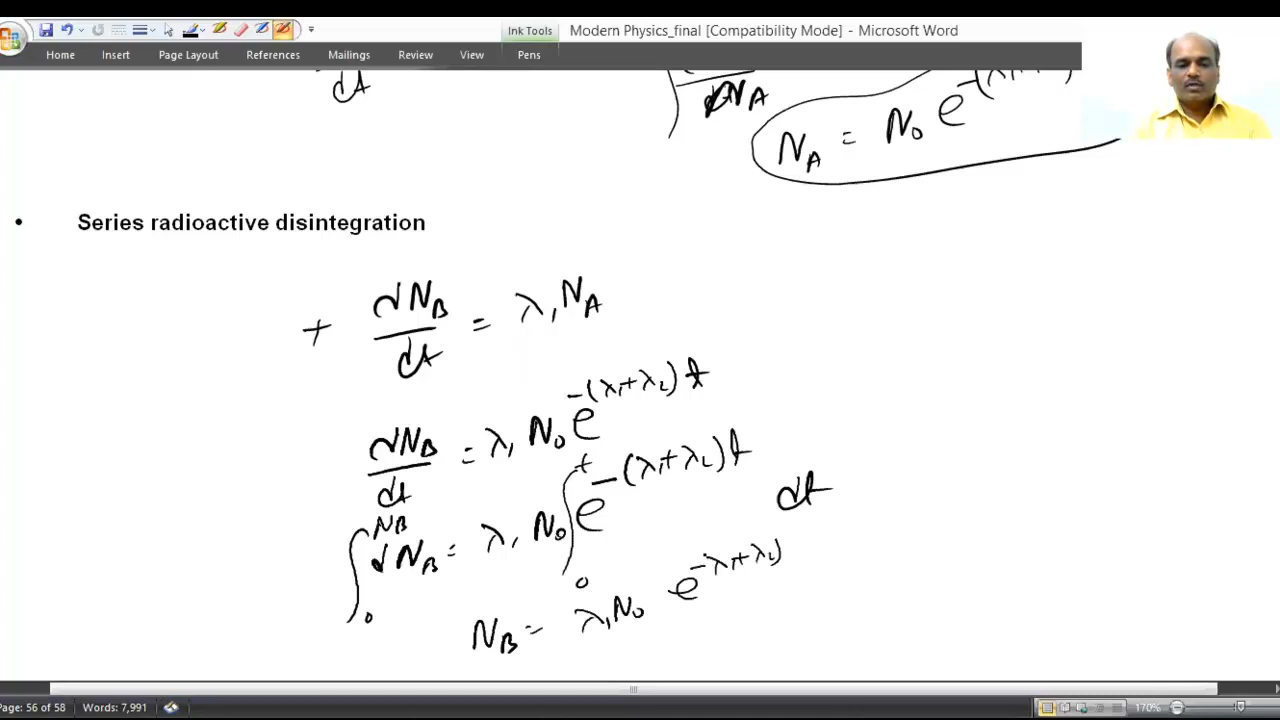 Ink Tools
Modern Physics_final [Compatibility Mode] - Microsoft Word
Home Insert Page Layout References Mailings Review View Pens
dt
dN_A
N_A = N_0 e^-(λ_1+
• Series radioactive disintegration
+ dN_B/dt = λ_1 N_A
dN_B/dt = λ_1 N_0 e^-(λ_1+λ_2)t
∫_0^N_B dN_B = λ_1 N_0 ∫_0^t e^-(λ_1+λ_2)t dt
N_B = λ_1 N_0 e^-λ_1+λ_2)
Page: 56 of 58 Words: 7,991 170%